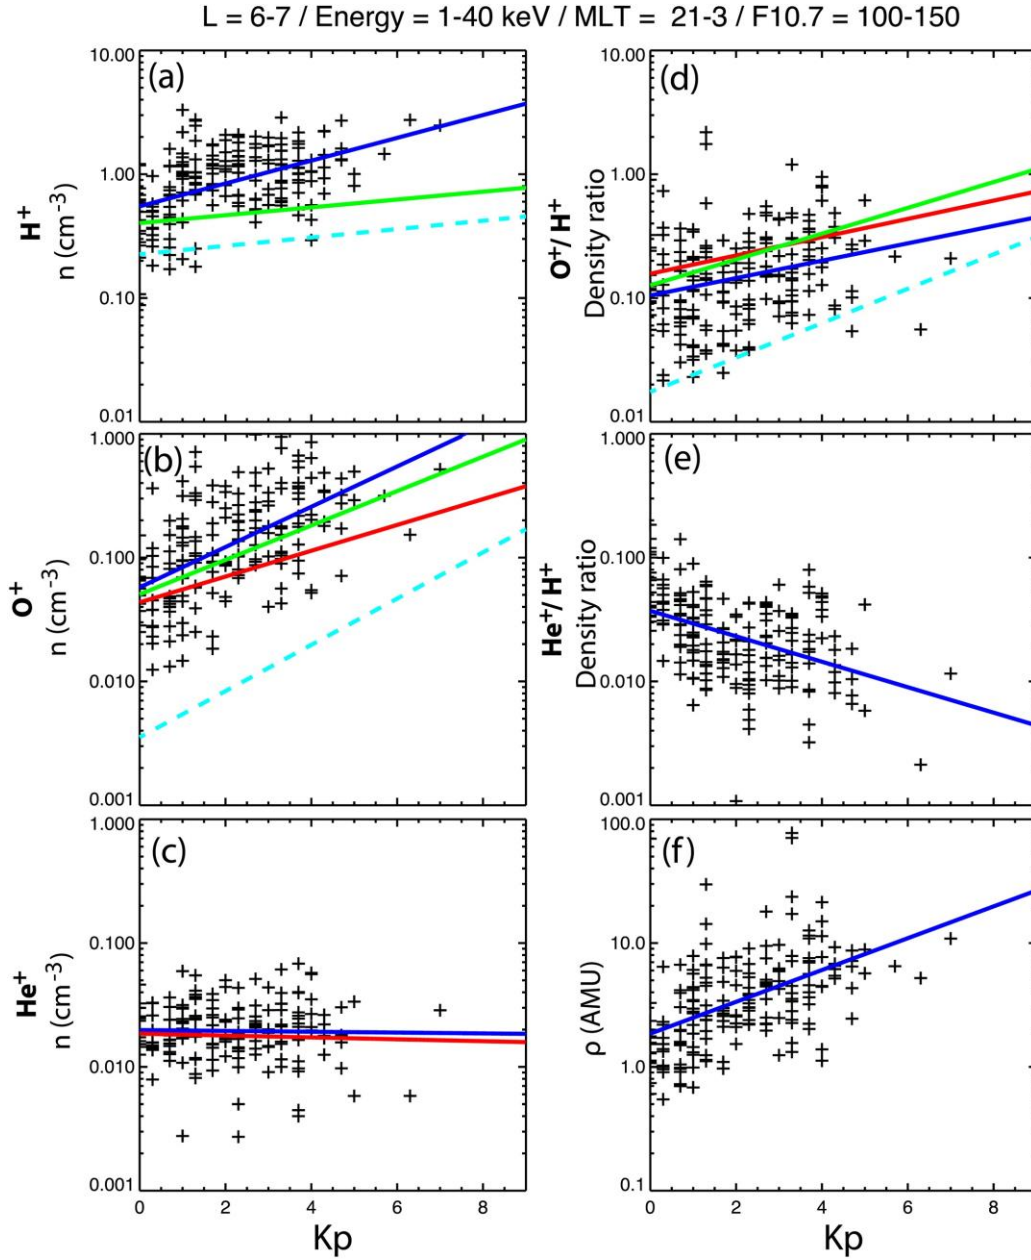 L = 6-7 / Energy = 1-40 keV / MLT = 21-3 / F10.7 = 100-150
(a)
H+
n (cm-3)
10.00
1.00
0.10
0.01
(b)
O+
n (cm-3)
1.000
0.100
0.010
0.001
(c)
He+
n (cm-3)
1.000
0.100
0.010
0.001
0
2
4
6
8
Kp
(d)
O+/ H+
Density ratio
10.00
1.00
0.10
0.01
(e)
He+/ H+
Density ratio
1.000
0.100
0.010
0.001
(f)
ρ (AMU)
100.0
10.0
1.0
0.1
0
2
4
6
8
Kp